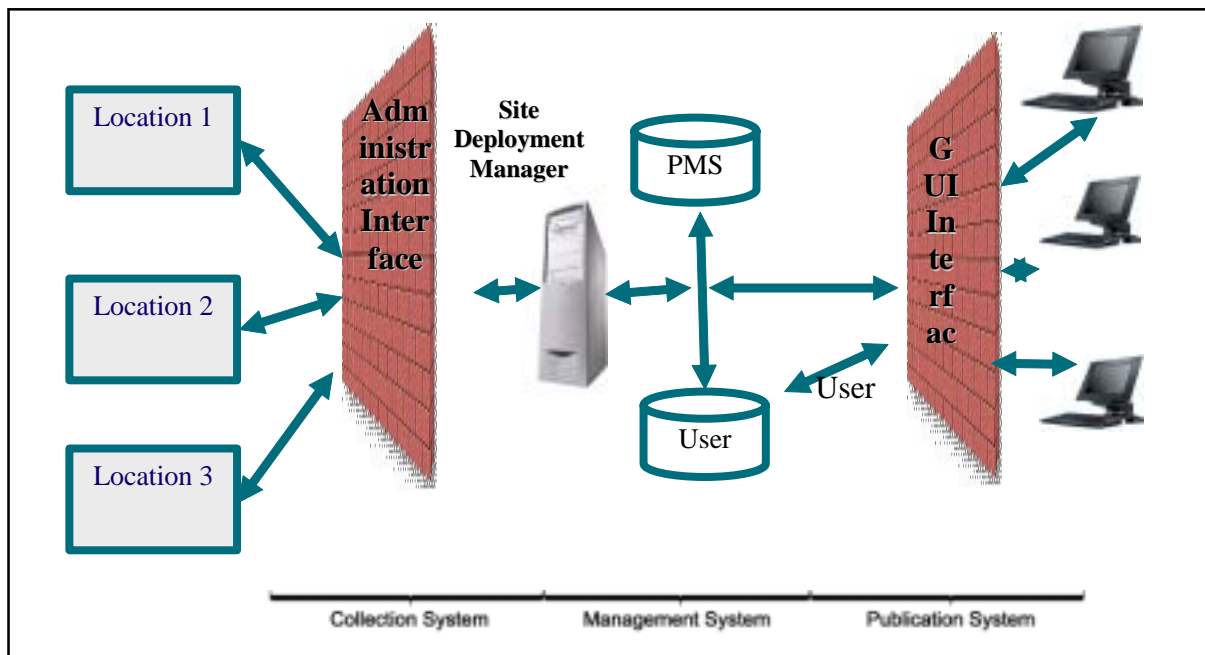 Location 1
Location 2
Location 3
Adm
inistr
ation
Inter
face
Site
Deployment
Manager
PMS
User
User
G
UI
In
te
rf
ac
Collection System
Management System
Publication System